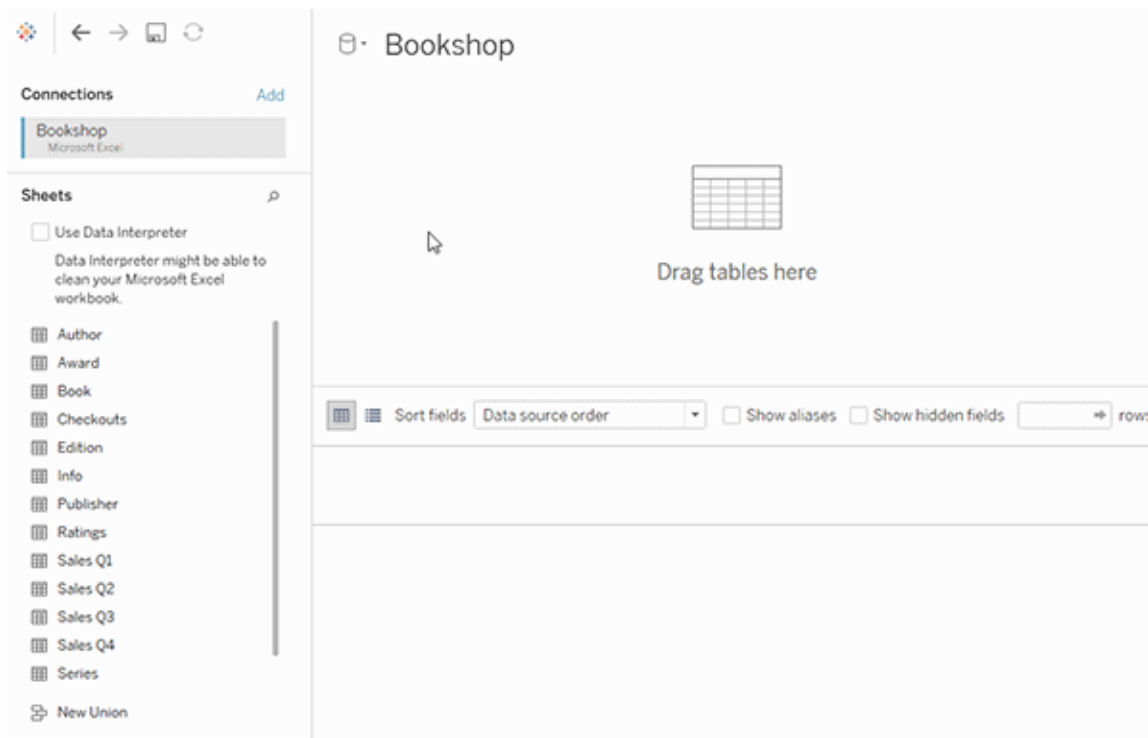 Bookshop
Connections Add
Bookshop
Microsoft Excel
Sheets
Use Data Interpreter
Data Interpreter might be able to
clean your Microsoft Excel
workbook.
Author
Award
Book
Checkouts
Edition
Info
Publisher
Ratings
Sales Q1
Sales Q2
Sales Q3
Sales Q4
Series
New Union
Drag tables here
Sort fields Data source order Show aliases Show hidden fields rows